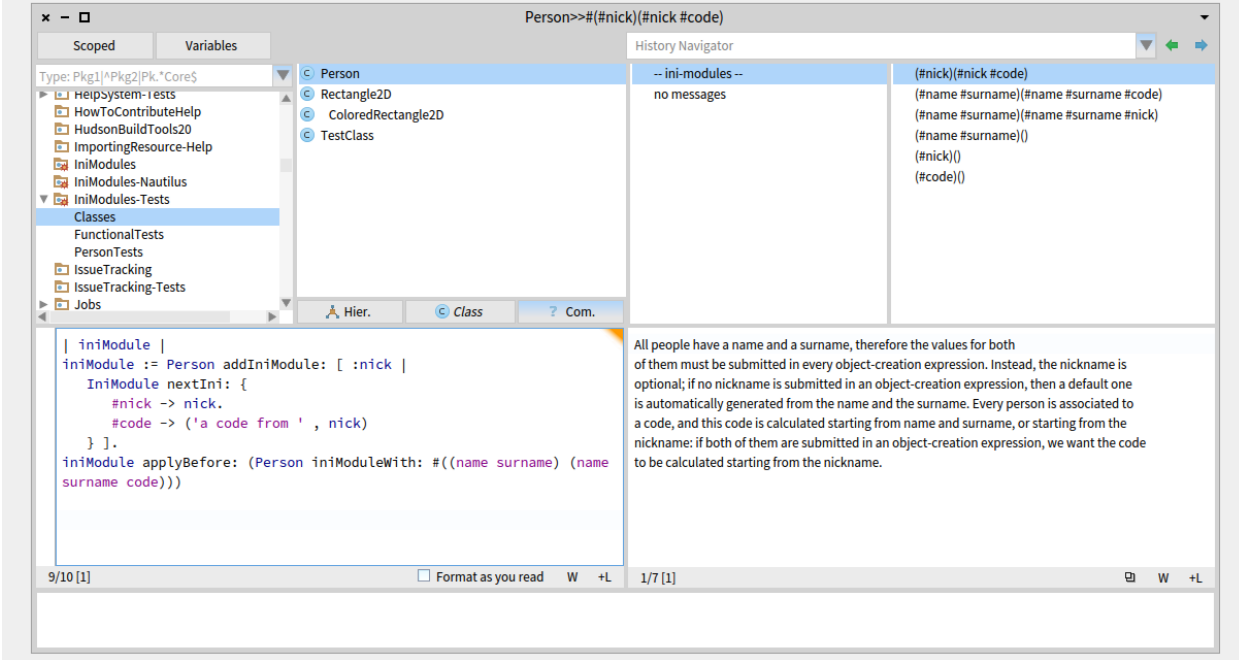 Person>>#(#nick)(#nick #code)
Scoped
Variables
History Navigator
Type: Pkg1|^Pkg2|Pk.*Core$
HelpSystem-Tests
HowToContributeHelp
HudsonBuildTools20
ImportingResource-Help
IniModules
IniModules-Nautilus
IniModules-Tests
Classes
FunctionalTests
PersonTests
IssueTracking
IssueTracking-Tests
Jobs
Person
Rectangle2D
ColoredRectangle2D
TestClass
Hier.
Class
? Com.
-- ini-modules --
no messages
(#nick)(#nick #code)
(#name #surname)(#name #surname #code)
(#name #surname)(#name #surname #nick)
(#name #surname)()
(#nick)()
(#code)()
| iniModule |
iniModule := Person addIniModule: [ :nick |
IniModule nextIni: {
#nick -> nick.
#code -> ('a code from ' , nick)
} ].
iniModule applyBefore: (Person iniModuleWith: #((name surname) (name
surname code)))
9/10 [1]
Format as you read
W
+L
All people have a name and a surname, therefore the values for both
of them must be submitted in every object-creation expression. Instead, the nickname is
optional; if no nickname is submitted in an object-creation expression, then a default one
is automatically generated from the name and the surname. Every person is associated to
a code, and this code is calculated starting from name and surname, or starting from the
nickname: if both of them are submitted in an object-creation expression, we want the code
to be calculated starting from the nickname.
1/7 [1]
W
+L